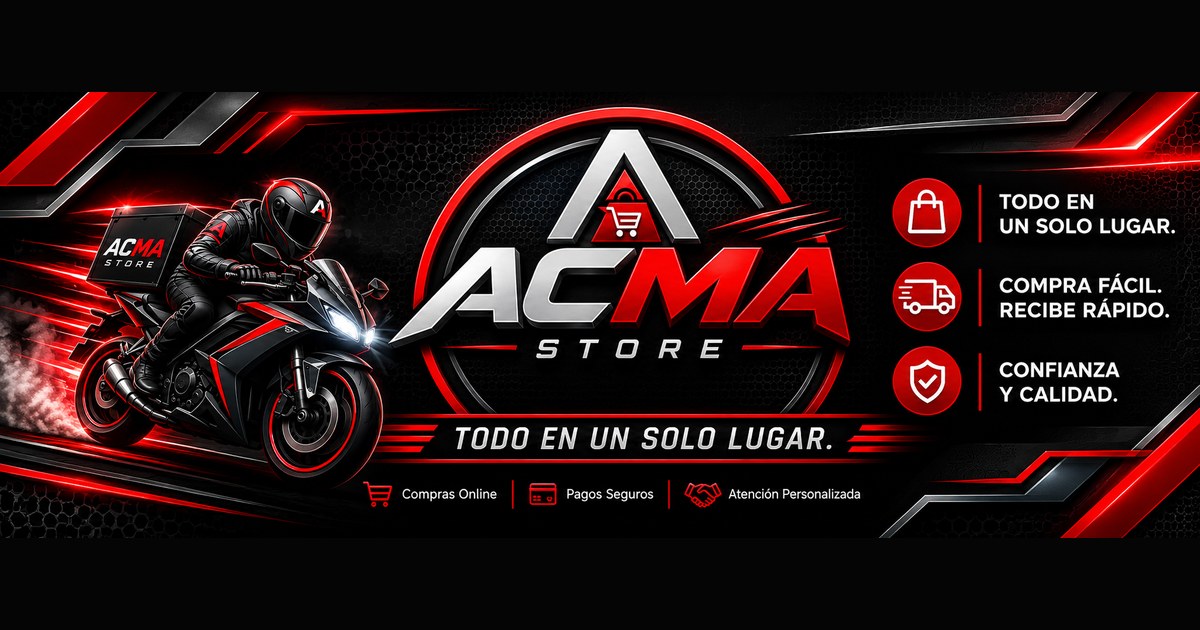 A
A
ACMA
STORE
ACMA
STORE
TODO EN UN SOLO LUGAR.
Compras Online
Pagos Seguros
Atención Personalizada
TODO EN
UN SOLO LUGAR.
COMPRA FÁCIL.
RECIBE RÁPIDO.
CONFIANZA
Y CALIDAD.